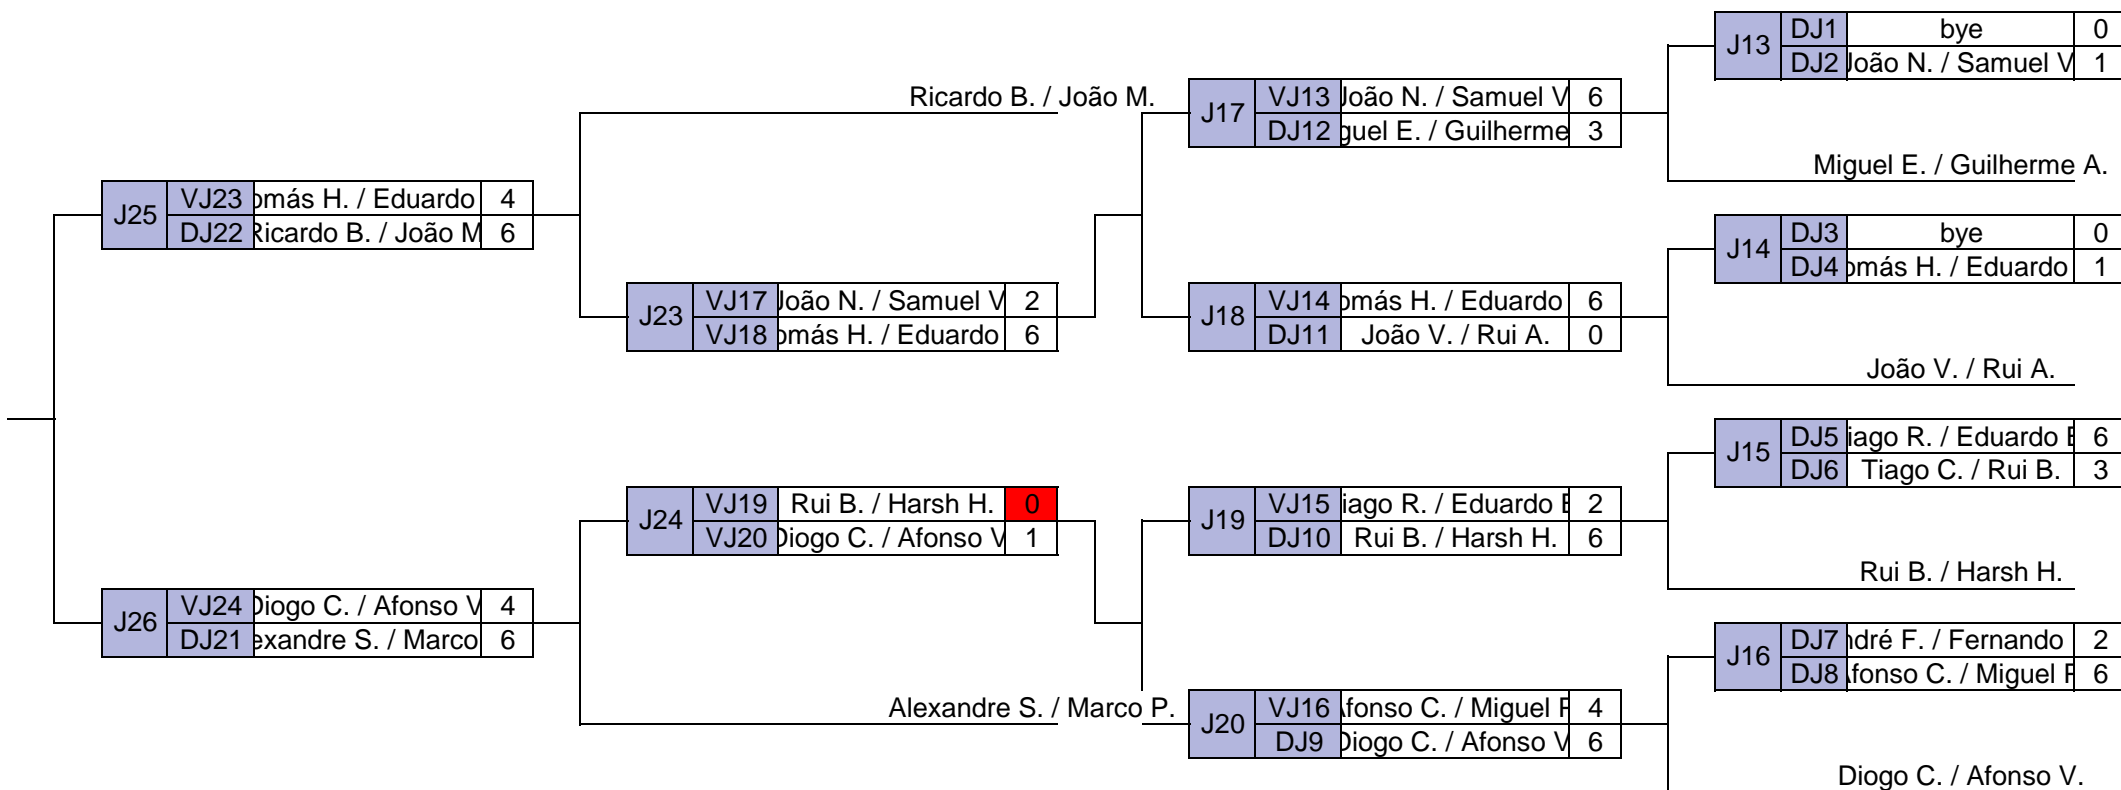 J13 DJ1 bye 0
DJ2 João N. / Samuel V 1
Ricardo B. / João M.
J17 VJ13 João N. / Samuel V 6
DJ12 guel E. / Guilherme 3
Miguel E. / Guilherme A.
J25 VJ23 omás H. / Eduardo 4
DJ22 Ricardo B. / João M 6
J14 DJ3 bye 0
DJ4 omás H. / Eduardo 1
J23 VJ17 João N. / Samuel V 2
VJ18 omás H. / Eduardo 6
J18 VJ14 omás H. / Eduardo 6
DJ11 João V. / Rui A. 0
João V. / Rui A.
J15 DJ5 iago R. / Eduardo 6
DJ6 Tiago C. / Rui B. 3
J24 VJ19 Rui B. / Harsh H. 0
VJ20 Diogo C. / Afonso V 1
J19 VJ15 iago R. / Eduardo 2
DJ10 Rui B. / Harsh H. 6
Rui B. / Harsh H.
J26 VJ24 Diogo C. / Afonso V 4
DJ21 exandre S. / Marco 6
J16 DJ7 ndré F. / Fernando 2
DJ8 Afonso C. / Miguel 6
Alexandre S. / Marco P.
J20 VJ16 Afonso C. / Miguel 4
DJ9 Diogo C. / Afonso V 6
Diogo C. / Afonso V.